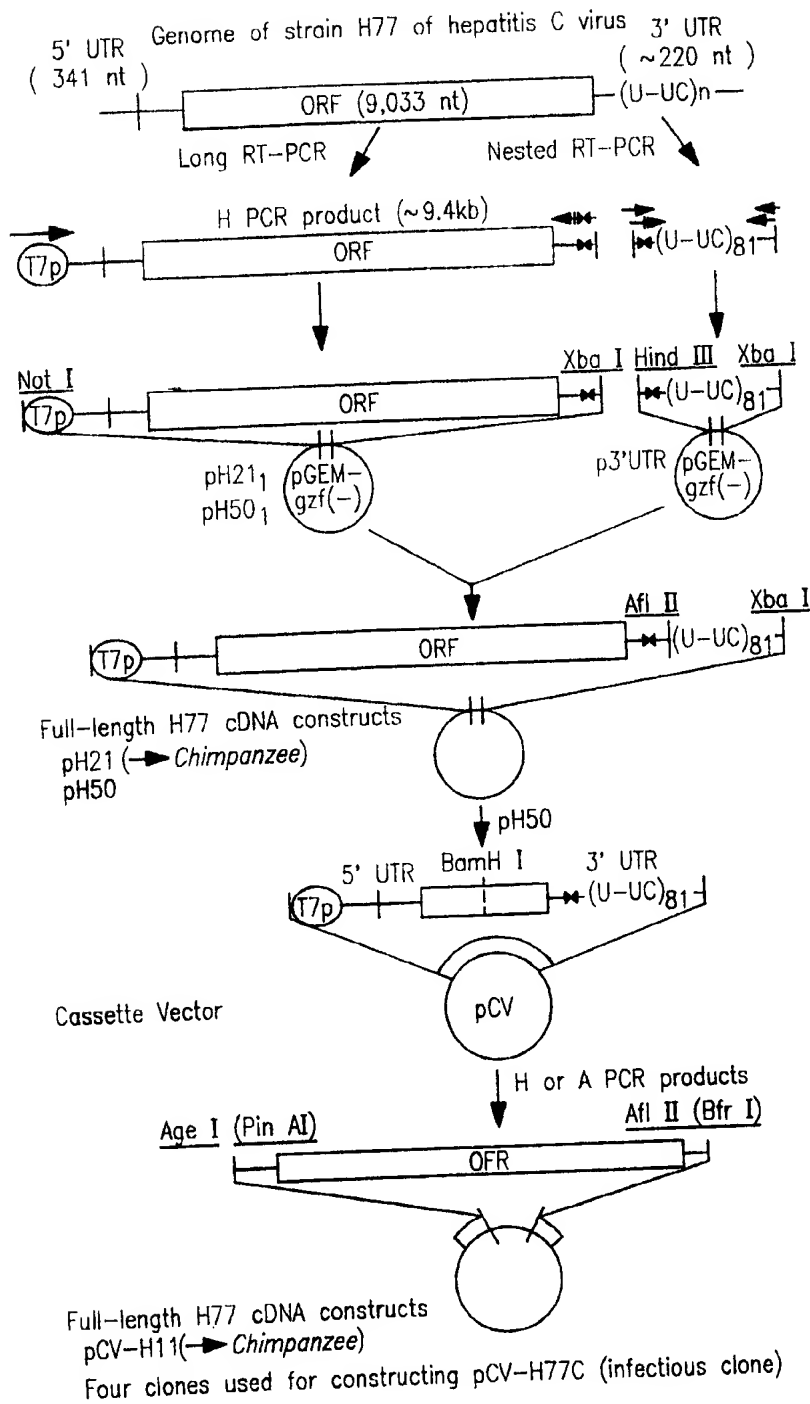 Genome of strain H77 of hepatitis C virus
5' UTR
( 341 nt )
3' UTR
( ~220 nt )
ORF (9,033 nt)
(U-UC)n
Long RT-PCR
Nested RT-PCR
H PCR product (~9.4kb)
T7p
ORF
(U-UC)81
Not I
Xba I
Hind III
Xba I
T7p
ORF
(U-UC)81
pH211
pH501
pGEM-
gzf(-)
p3'UTR
pGEM-
gzf(-)
Afl II
Xba I
T7p
ORF
(U-UC)81
Full-length H77 cDNA constructs
pH21 (→ Chimpanzee)
pH50
pH50
5' UTR
BamH I
3' UTR
T7p
(U-UC)81
Cassette Vector
pCV
H or A PCR products
Age I (Pin AI)
Afl II (Bfr I)
OFR
Full-length H77 cDNA constructs
pCV-H11(→ Chimpanzee)
Four clones used for constructing pCV-H77C (infectious clone)